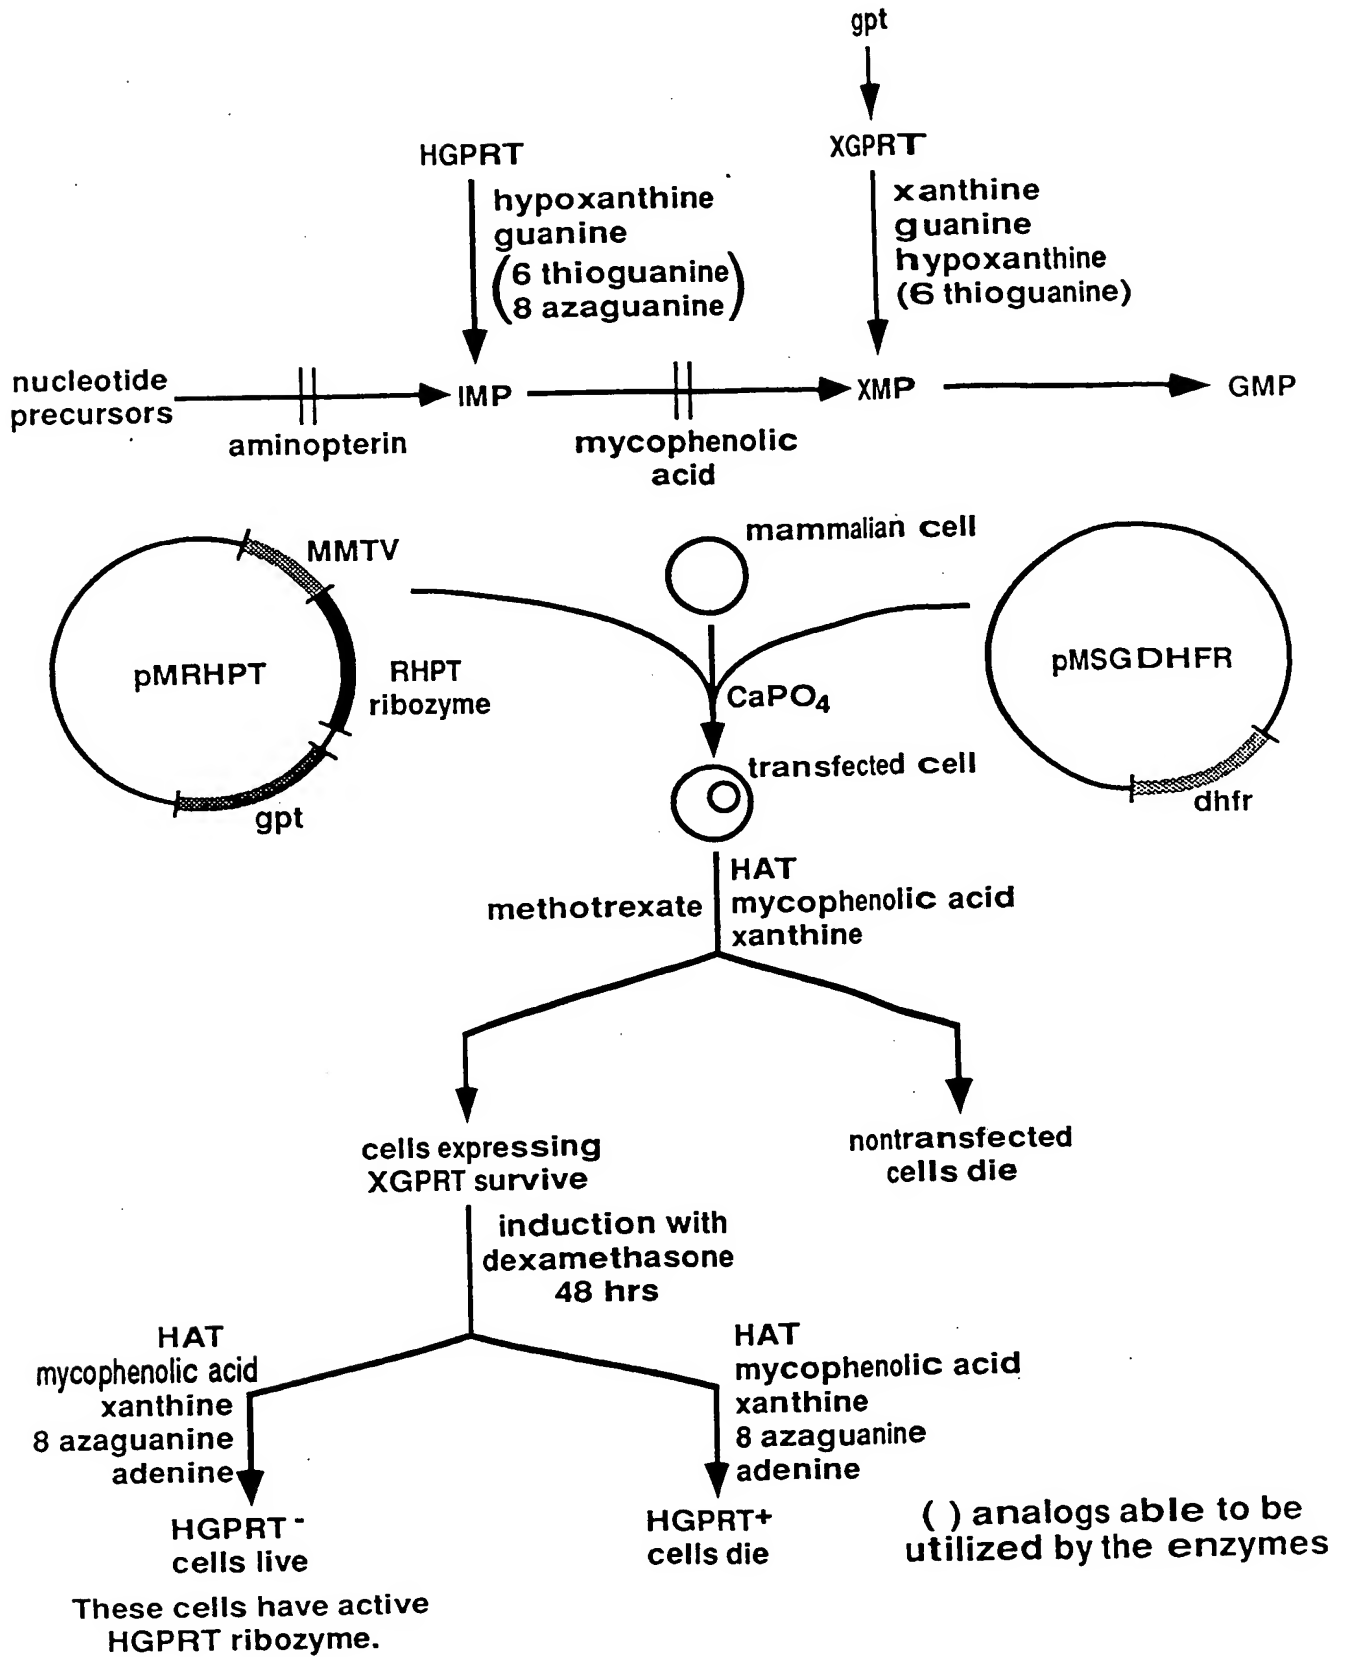 gpt
HGPRT
XGPRT
hypoxanthine
guanine
(6 thioguanine
8 azaguanine)
xanthine
guanine
hypoxanthine
(6 thioguanine)
nucleotide
precursors
aminopterin
IMP
mycophenolic
acid
XMP
GMP
MMTV
pMRHPT
RHPT
ribozyme
gpt
mammalian cell
CaPO4
transfected cell
pMSGDHFR
dhfr
methotrexate
HAT
mycophenolic acid
xanthine
cells expressing
XGPRT survive
nontransfected
cells die
induction with
dexamethasone
48 hrs
HAT
mycophenolic acid
xanthine
8 azaguanine
adenine
HAT
mycophenolic acid
xanthine
8 azaguanine
adenine
HGPRT -
cells live
These cells have active
HGPRT ribozyme.
HGPRT+
cells die
( ) analogs able to be
utilized by the enzymes